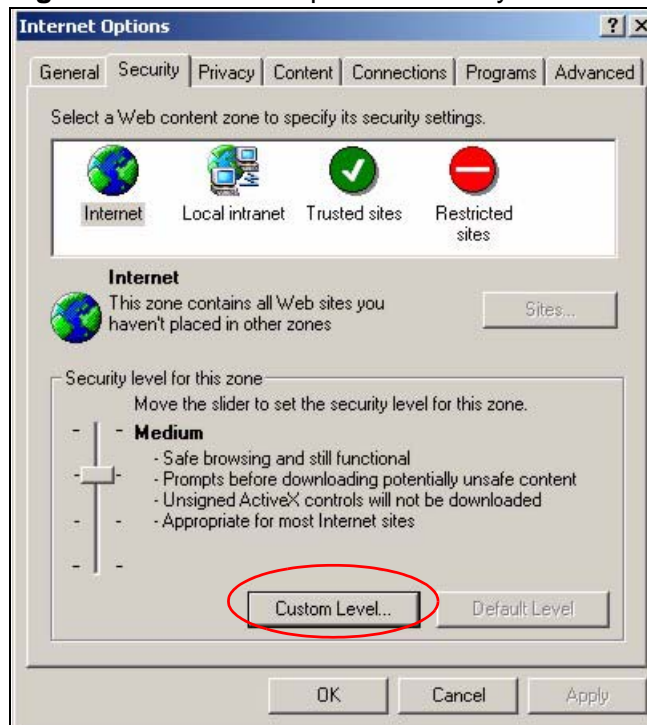 Internet Options
General Security Privacy Content Connections Programs Advanced
Select a Web content zone to specify its security settings.
Internet Local intranet Trusted sites Restricted sites
Internet
This zone contains all Web sites you
haven't placed in other zones
Sites...
Security level for this zone
Move the slider to set the security level for this zone.
Medium
- Safe browsing and still functional
- Prompts before downloading potentially unsafe content
- Unsigned ActiveX controls will not be downloaded
- Appropriate for most Internet sites
Custom Level... Default Level
OK Cancel Apply